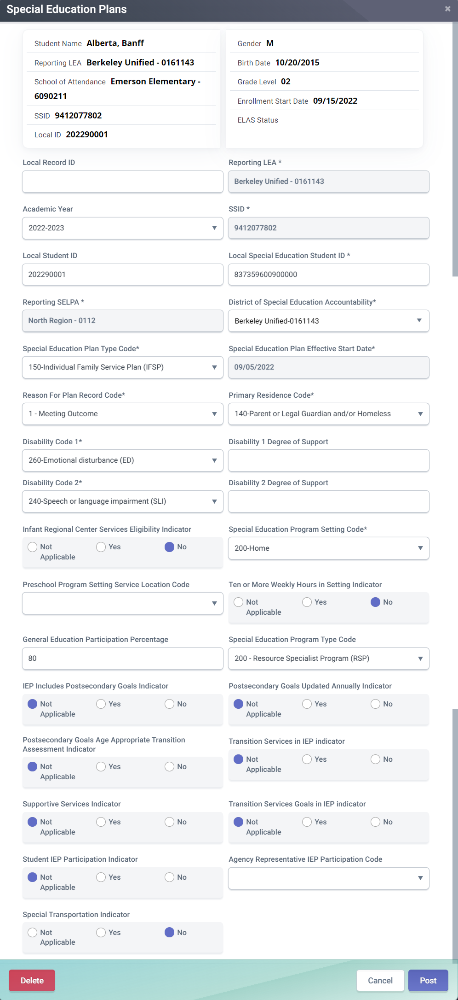 Special Education Plans
×
Student Name Alberta, Banff
Reporting LEA Berkeley Unified - 0161143
School of Attendance Emerson Elementary -
6090211
SSID 9412077802
Local ID 202290001
Gender M
Birth Date 10/20/2015
Grade Level 02
Enrollment Start Date 09/15/2022
ELAS Status
Local Record ID
Reporting LEA *
Berkeley Unified - 0161143
Academic Year
2022-2023
SSID *
9412077802
Local Student ID
202290001
Local Special Education Student ID *
837359600900000
Reporting SELPA *
North Region - 0112
District of Special Education Accountability*
Berkeley Unified-0161143
Special Education Plan Type Code*
150-Individual Family Service Plan (IFSP)
Special Education Plan Effective Start Date*
09/05/2022
Reason For Plan Record Code*
1 - Meeting Outcome
Primary Residence Code*
140-Parent or Legal Guardian and/or Homeless
Disability Code 1*
260-Emotional disturbance (ED)
Disability 1 Degree of Support
Disability Code 2*
240-Speech or language impairment (SLI)
Disability 2 Degree of Support
Infant Regional Center Services Eligibility Indicator
Not Yes No
Applicable
Special Education Program Setting Code*
200-Home
Preschool Program Setting Service Location Code
Ten or More Weekly Hours in Setting Indicator
Not Yes No
Applicable
General Education Participation Percentage
80
Special Education Program Type Code
200 - Resource Specialist Program (RSP)
IEP Includes Postsecondary Goals Indicator
Not Yes No
Applicable
Postsecondary Goals Updated Annually Indicator
Not Yes No
Applicable
Postsecondary Goals Age Appropriate Transition
Assessment Indicator
Not Yes No
Applicable
Transition Services in IEP indicator
Not Yes No
Applicable
Supportive Services Indicator
Not Yes No
Applicable
Transition Services Goals in IEP indicator
Not Yes No
Applicable
Student IEP Participation Indicator
Not Yes No
Applicable
Agency Representative IEP Participation Code
Special Transportation Indicator
Not Yes No
Applicable
Delete
Cancel
Post